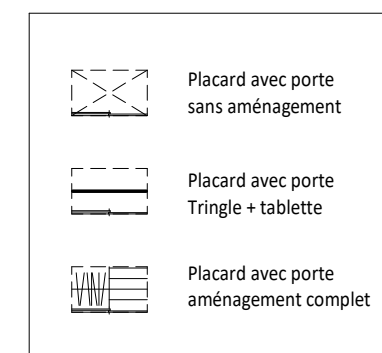 Placard avec porte
sans aménagement
Placard avec porte
Tringle + tablette
Placard avec porte
aménagement complet